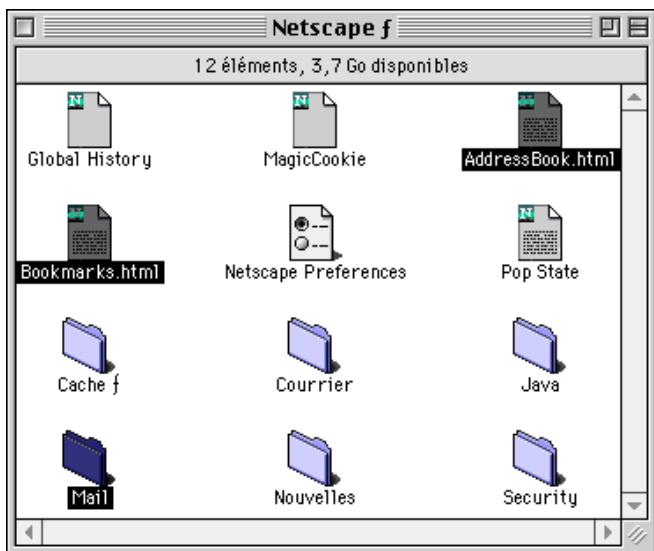 Netscape ƒ
12 éléments, 3,7 Go disponibles
Global History
MagicCookie
AddressBook.html
Bookmarks.html
Netscape Preferences
Pop State
Cache ƒ
Courrier
Java
Mail
Nouvelles
Security